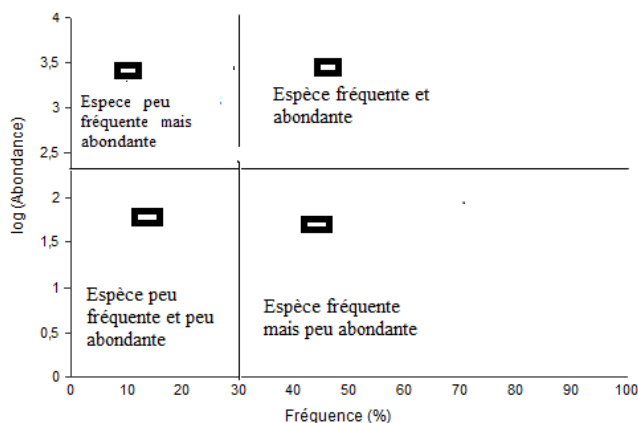 4
3,5
3
2,5
2
1,5
1
0,5
0
log (Abondance)
Espece peu
fréquente mais
abondante
Espèce fréquente et
abondante
Espèce peu
fréquente et peu
abondante
Espèce fréquente
mais peu abondante
0 10 20 30 40 50 60 70 80 90 100
Fréquence (%)